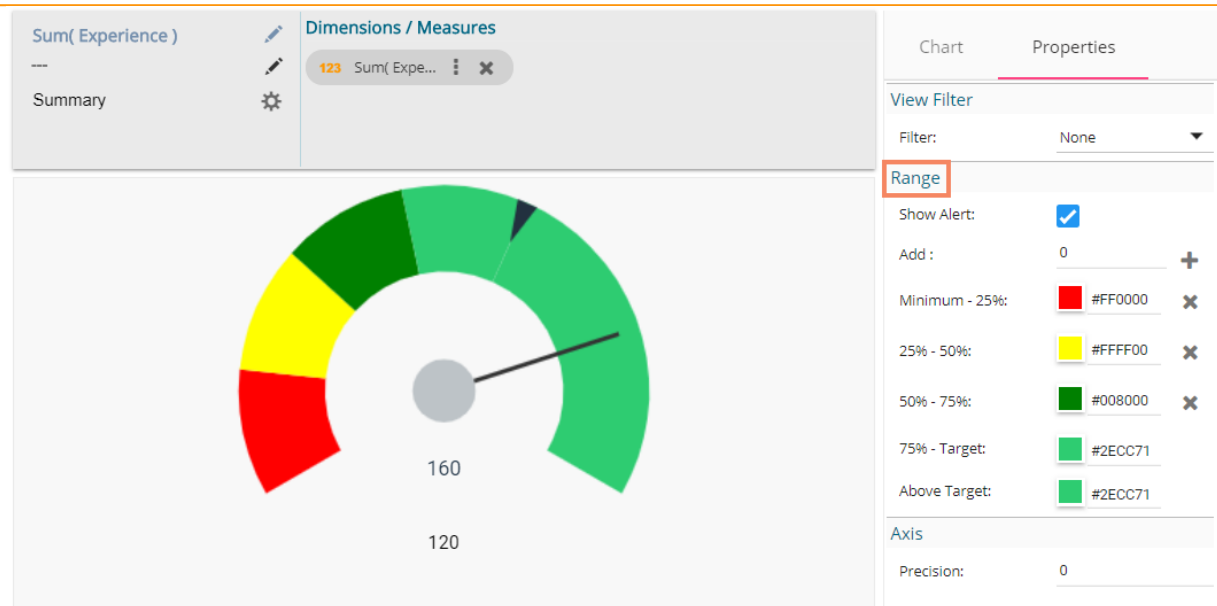 Sum( Experience )
---
Summary
Dimensions / Measures
123 Sum( Expe...
160
120
Chart Properties
View Filter
Filter: None
Range
Show Alert:
Add : 0
Minimum - 25%: #FF0000
25% - 50%: #FFFF00
50% - 75%: #008000
75% - Target: #2ECC71
Above Target: #2ECC71
Axis
Precision: 0